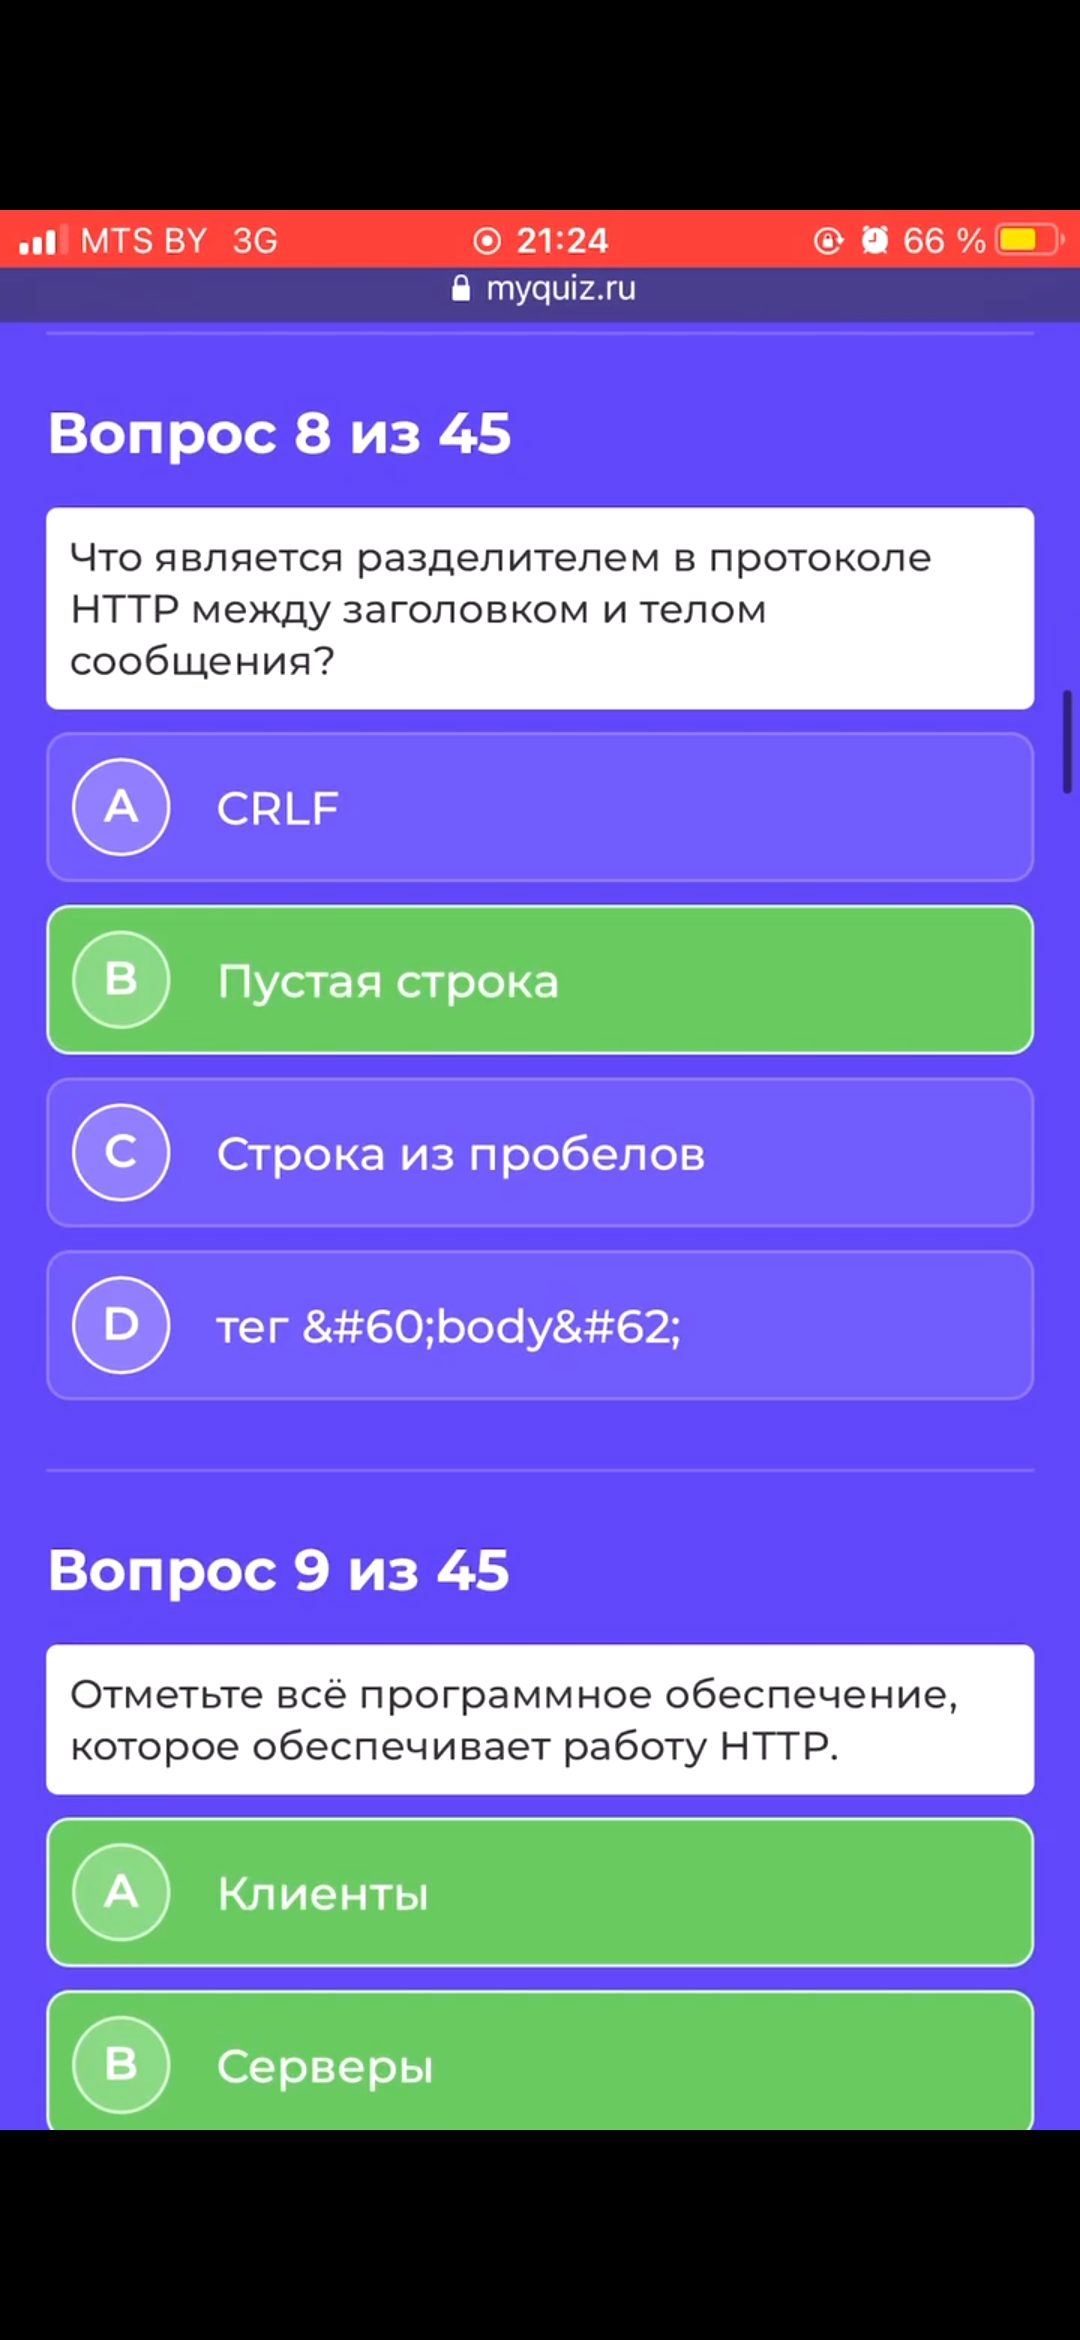 MTS BY 3G 21:24 66 %
myquiz.ru
Вопрос 8 из 45
Что является разделителем в протоколе
HTTP между заголовком и телом
сообщения?
A CRLF
B Пустая строка
C Строка из пробелов
D тег &#60;body&#62;
Вопрос 9 из 45
Отметьте всё программное обеспечение,
которое обеспечивает работу HTTP.
A Клиенты
B Серверы